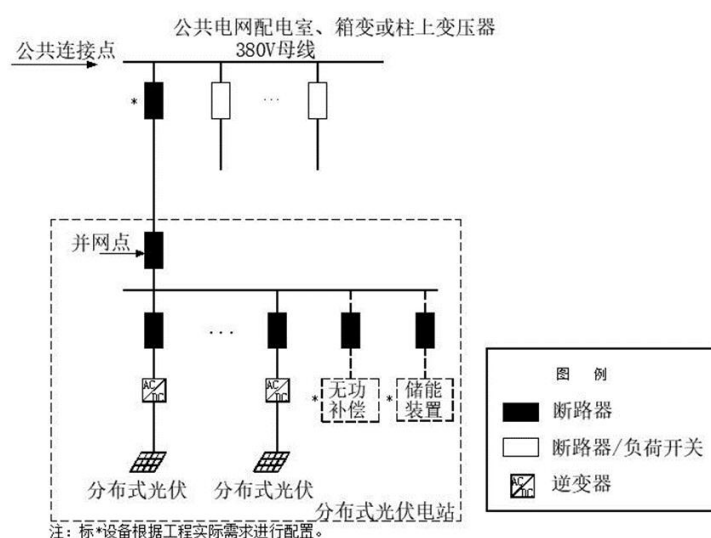 公共电网配电室、箱变或柱上变压器
公共连接点
380V母线
*
...
并网点
...
AC
DC
AC
DC
*
无功
补偿
*
储能
装置
分布式光伏
分布式光伏
分布式光伏电站
注: 标*设备根据工程实际需求进行配置。
图 例
断路器
断路器/负荷开关
AC
DC
逆变器